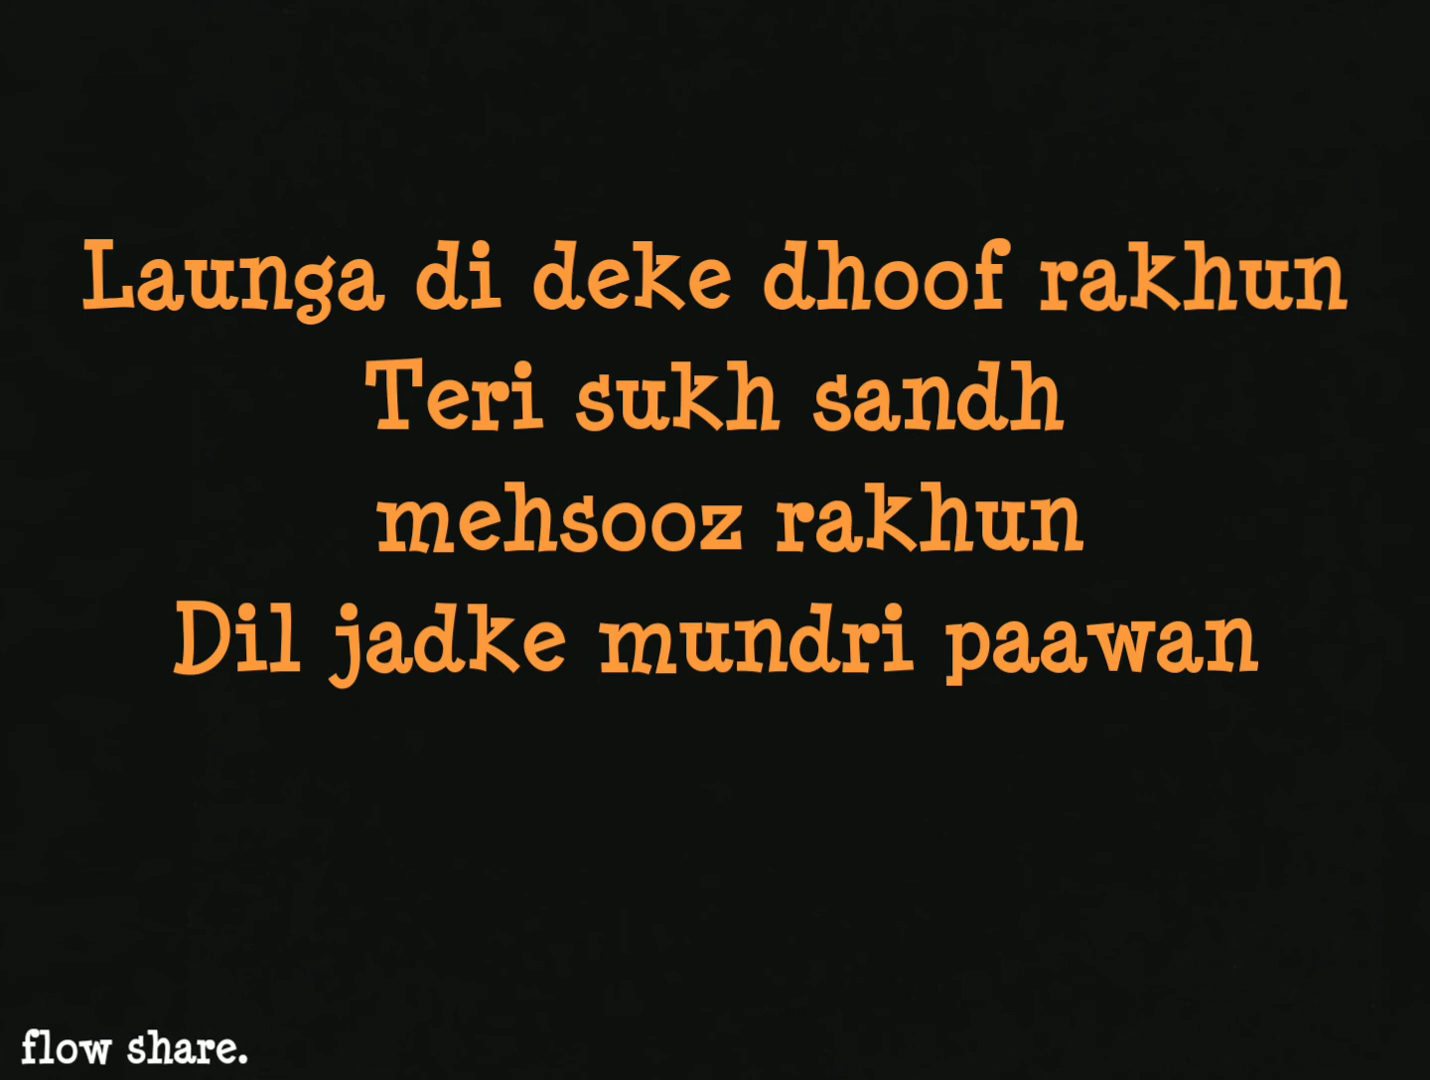 Launga di deke dhoof rakhun
Teri sukh sandh
mehsooz rakhun
Dil jadke mundri paawan
flow share.